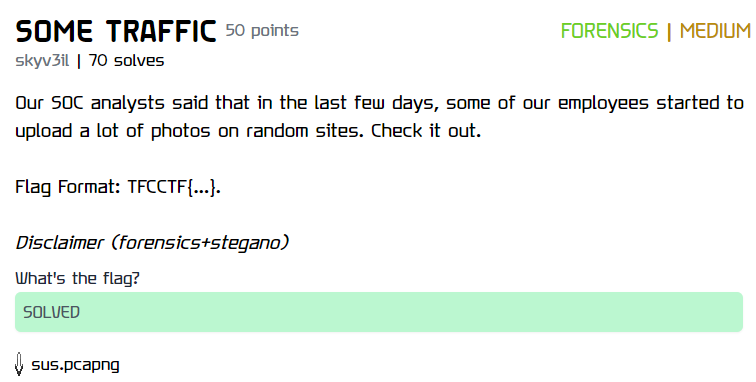 SOME TRAFFIC 50 points FORENSICS | MEDIUM
skyv3il | 70 solves
Our SOC analysts said that in the last few days, some of our employees started to
upload a lot of photos on random sites. Check it out.
Flag Format: TFCCTF{...}.
Disclaimer (forensics+stegano)
What's the flag?
SOLVED
sus.pcapng